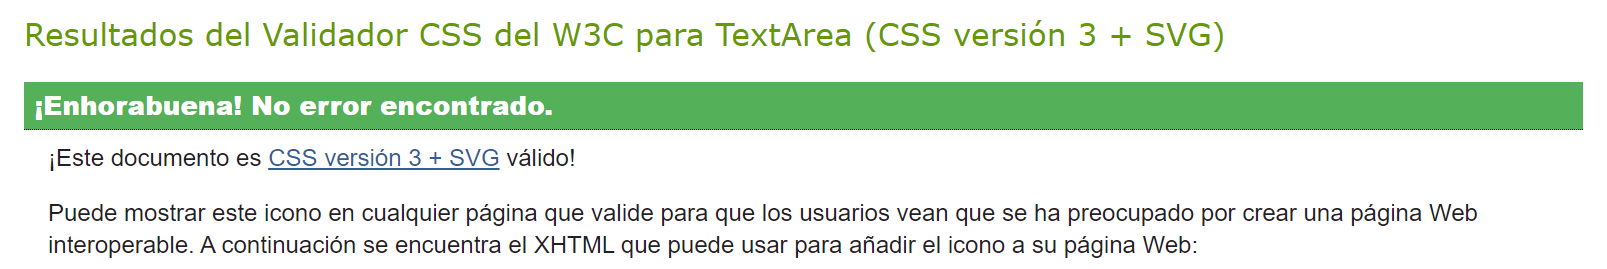 Resultados del Validador CSS del W3C para TextArea (CSS versión 3 + SVG)
¡Enhorabuena! No error encontrado.
¡Este documento es CSS versión 3 + SVG válido!
Puede mostrar este icono en cualquier página que valide para que los usuarios vean que se ha preocupado por crear una página Web
interoperable. A continuación se encuentra el XHTML que puede usar para añadir el icono a su página Web: